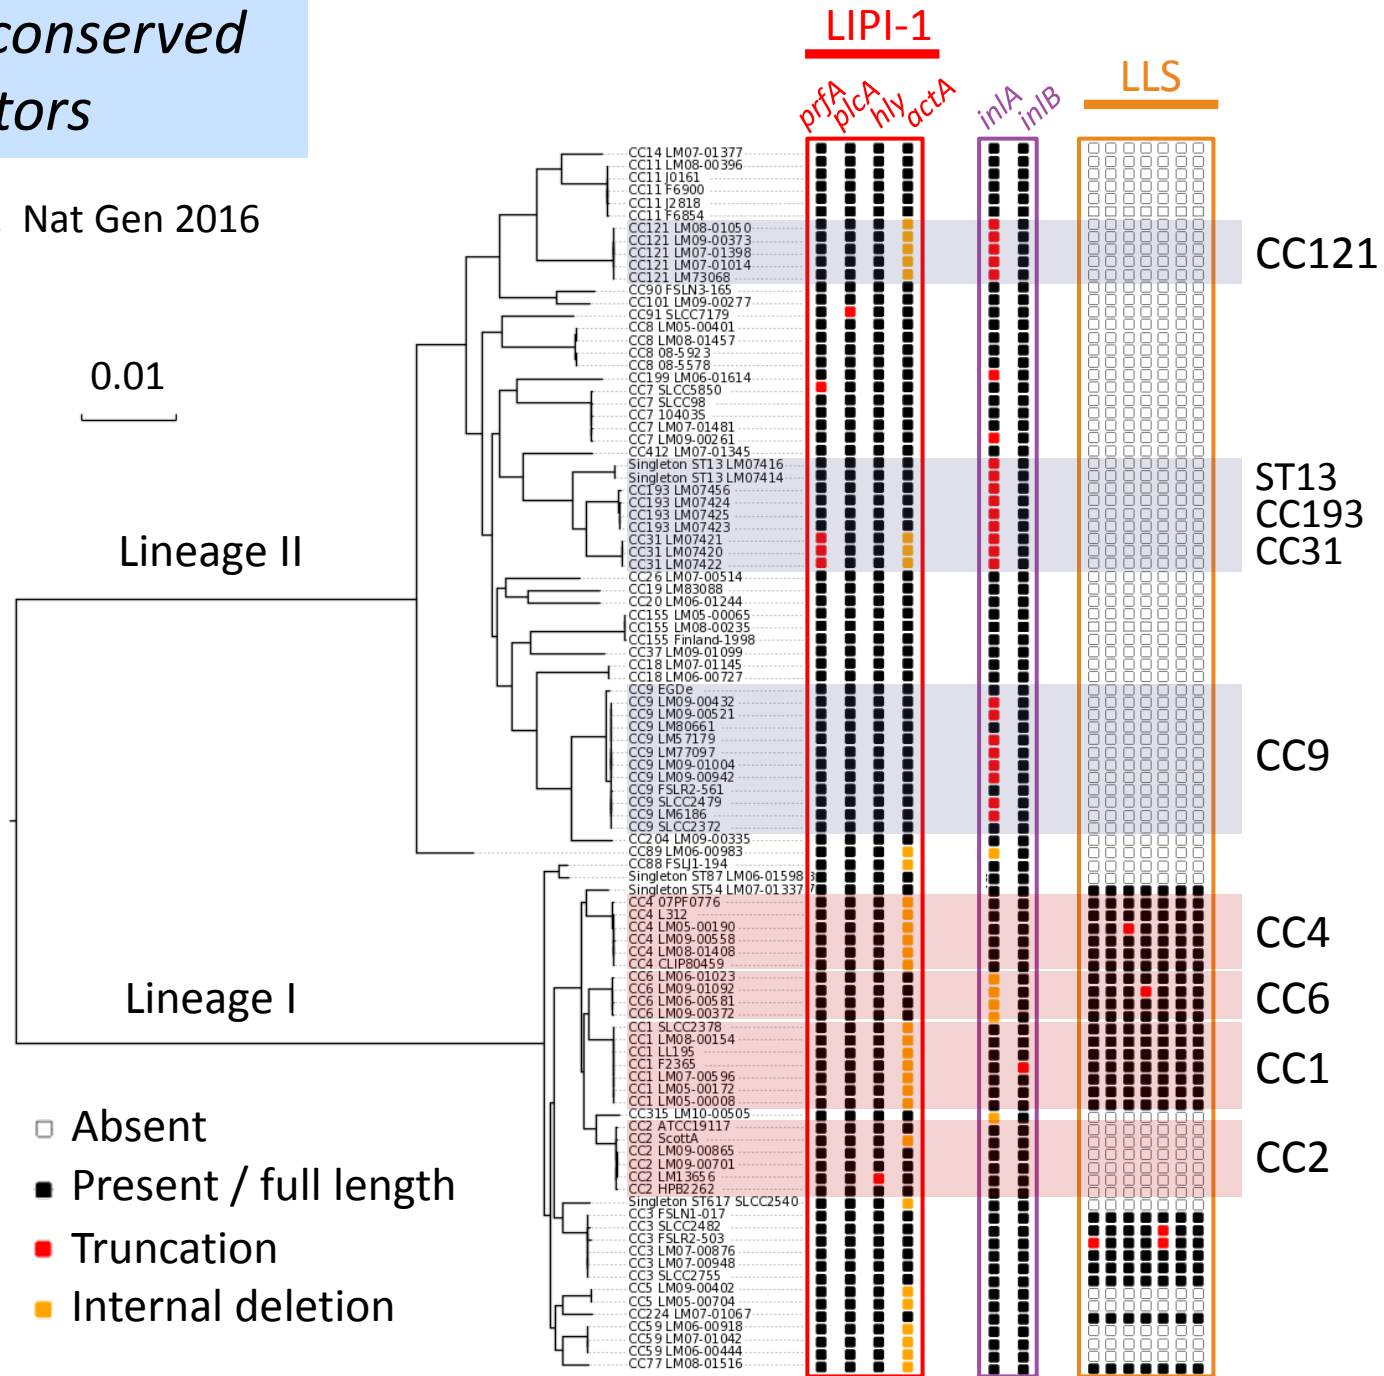 conserved
tors
Nat Gen 2016
0.01
LIPI-1
LLS
prfA
plcA
hly
actA
inlA
inlB
CC14 LM07-01377
CC11 LM08-00396
CC11 J0161
CC11 F6900
CC11 J2818
CC11 F6854
CC121 LM08-01050
CC121 LM09-00373
CC121 LM07-01398
CC121 LM07-01014
CC121 LM73068
CC90 FSLN3-165
CC101 LM09-00277
CC91 SLCC7179
CC8 LM05-00401
CC8 LM08-01457
CC8 08-5923
CC8 08-5578
CC199 LM06-01614
CC7 SLCC5850
CC7 SLCC98
CC7 10403S
CC7 LM07-01481
CC7 LM09-00261
CC412 LM07-01345
Singleton ST13 LM07416
Singleton ST13 LM07414
CC193 LM07456
CC193 LM07424
CC193 LM07425
CC193 LM07423
CC31 LM07421
CC31 LM07420
CC31 LM07422
CC26 LM07-00514
CC19 LM83088
CC20 LM06-01244
CC155 LM05-00065
CC155 LM08-00235
CC155 Finland-1998
CC37 LM09-01099
CC18 LM07-01145
CC18 LM06-00727
CC9 EGDe
CC9 LM09-00432
CC9 LM09-00521
CC9 LM80661
CC9 LM57179
CC9 LM77097
CC9 LM09-01004
CC9 LM09-00942
CC9 FSLR2-561
CC9 SLCC2479
CC9 LM6186
CC9 SLCC2372
CC204 LM09-00335
CC89 LM06-00983
CC88 FSLJ1-194
Singleton ST87 LM06-01598
Singleton ST54 LM07-01337
CC4 07PF0776
CC4 L312
CC4 LM05-00190
CC4 LM09-00558
CC4 LM08-01408
CC4 CLIP80459
CC6 LM06-01023
CC6 LM09-01092
CC6 LM06-00581
CC6 LM09-00372
CC1 SLCC2378
CC1 LM08-00154
CC1 LL195
CC1 F2365
CC1 LM07-00596
CC1 LM05-00172
CC1 LM05-00008
CC315 LM10-00505
CC2 ATCC19117
CC2 ScottA
CC2 LM09-00865
CC2 LM09-00701
CC2 LM13656
CC2 HPB2262
Singleton ST617 SLCC2540
CC3 FSLN1-017
CC3 SLCC2482
CC3 FSLR2-503
CC3 LM07-00876
CC3 LM07-00948
CC3 SLCC2755
CC5 LM09-00402
CC5 LM05-00704
CC224 LM07-01067
CC59 LM06-00918
CC59 LM07-01042
CC59 LM06-00444
CC77 LM08-01516
CC121
ST13
CC193
CC31
CC9
CC4
CC6
CC1
CC2
Lineage II
Lineage I
Absent
Present / full length
Truncation
Internal deletion